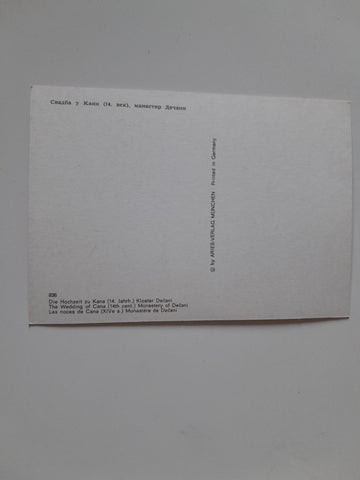 Свадба у Кани (14. век), манастир Дечани
© by ARIES-VERLAG, MÜNCHEN Printed in Germany
836
Die Hochzeit zu Kana (14. Jahrh.) Kloster Dečani
The Wedding of Cana (14th cent.) Monastery of Dečani
Les noces de Cana (XIVe s.) Monastère de Dečani